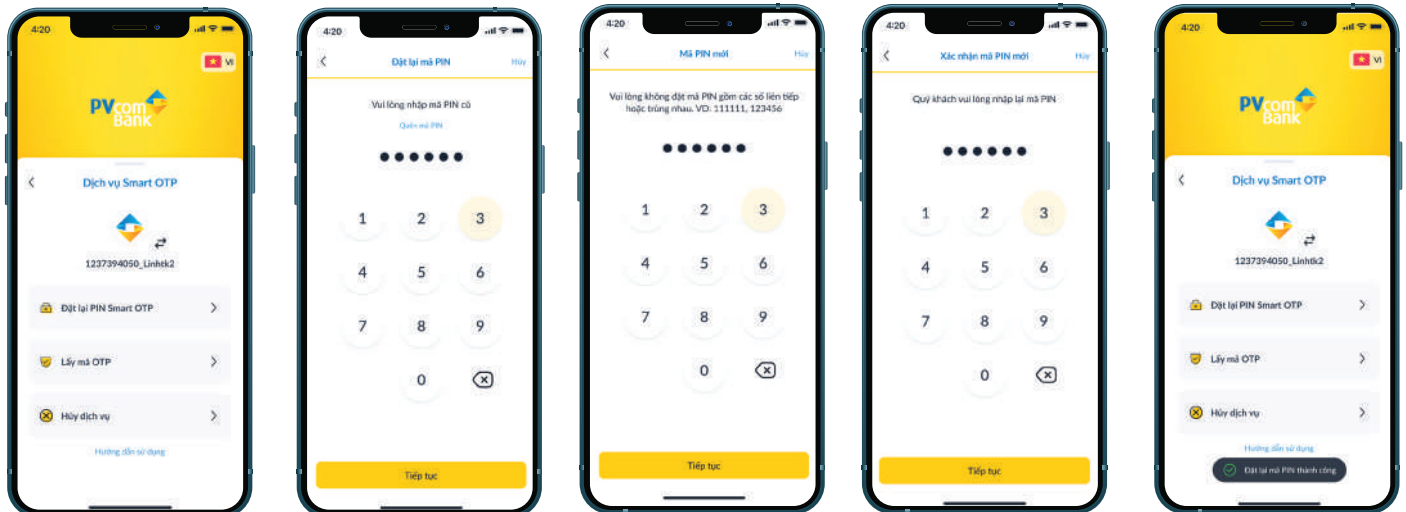 4:20
VI
PVcom
Bank
Dịch vụ Smart OTP
1237394050_Linhtk2
Đặt lại PIN Smart OTP
Lấy mã OTP
Hủy dịch vụ
Hướng dẫn sử dụng
4:20
Đặt lại mã PIN
Hủy
Vui lòng nhập mã PIN cũ
Quên mã PIN
1 2 3
4 5 6
7 8 9
0
Tiếp tục
4:20
Mã PIN mới
Hủy
Vui lòng không đặt mã PIN gồm các số liên tiếp
hoặc trùng nhau. VD: 111111, 123456
1 2 3
4 5 6
7 8 9
0
Tiếp tục
4:20
Xác nhận mã PIN mới
Hủy
Quý khách vui lòng nhập lại mã PIN
1 2 3
4 5 6
7 8 9
0
Tiếp tục
4:20
VI
PVcom
Bank
Dịch vụ Smart OTP
1237394050_Linhtk2
Đặt lại PIN Smart OTP
Lấy mã OTP
Hủy dịch vụ
Hướng dẫn sử dụng
Đặt lại mã PIN thành công